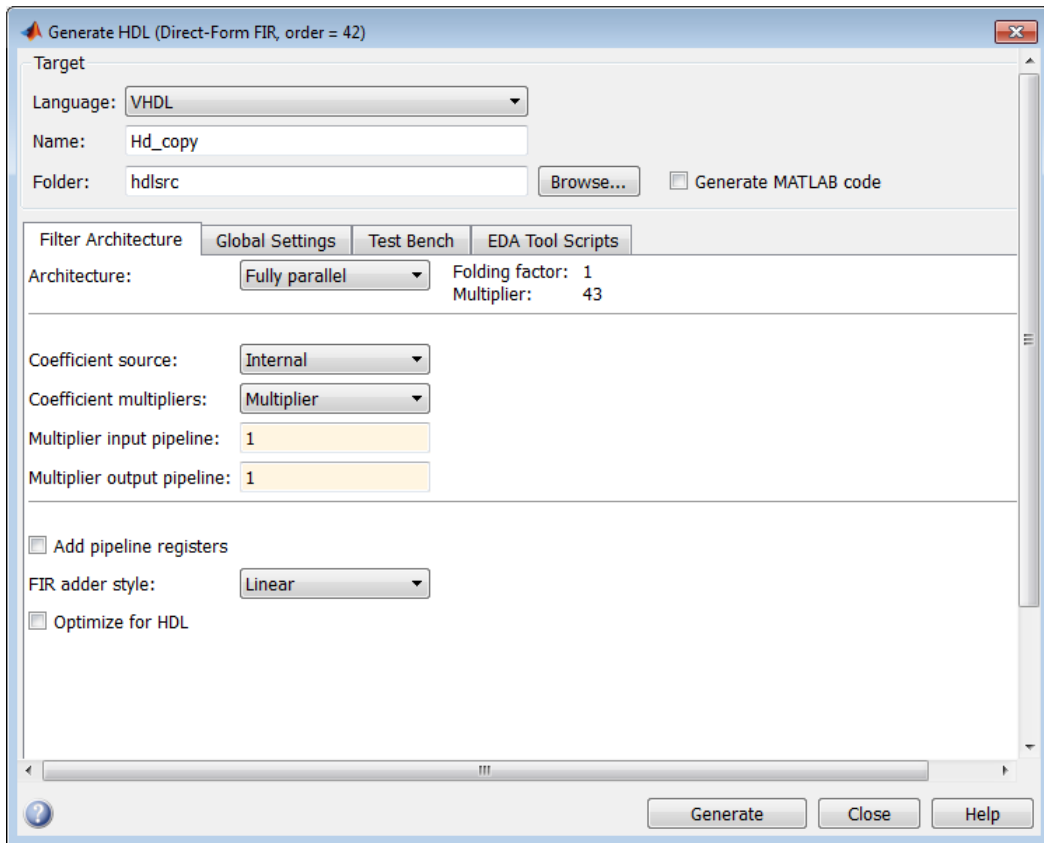 Generate HDL (Direct-Form FIR, order = 42)
Target
Language: VHDL
Name: Hd_copy
Folder: hdlsrc Browse... Generate MATLAB code
Filter Architecture Global Settings Test Bench EDA Tool Scripts
Architecture: Fully parallel Folding factor: 1
Multiplier: 43
Coefficient source: Internal
Coefficient multipliers: Multiplier
Multiplier input pipeline: 1
Multiplier output pipeline: 1
Add pipeline registers
FIR adder style: Linear
Optimize for HDL
Generate Close Help